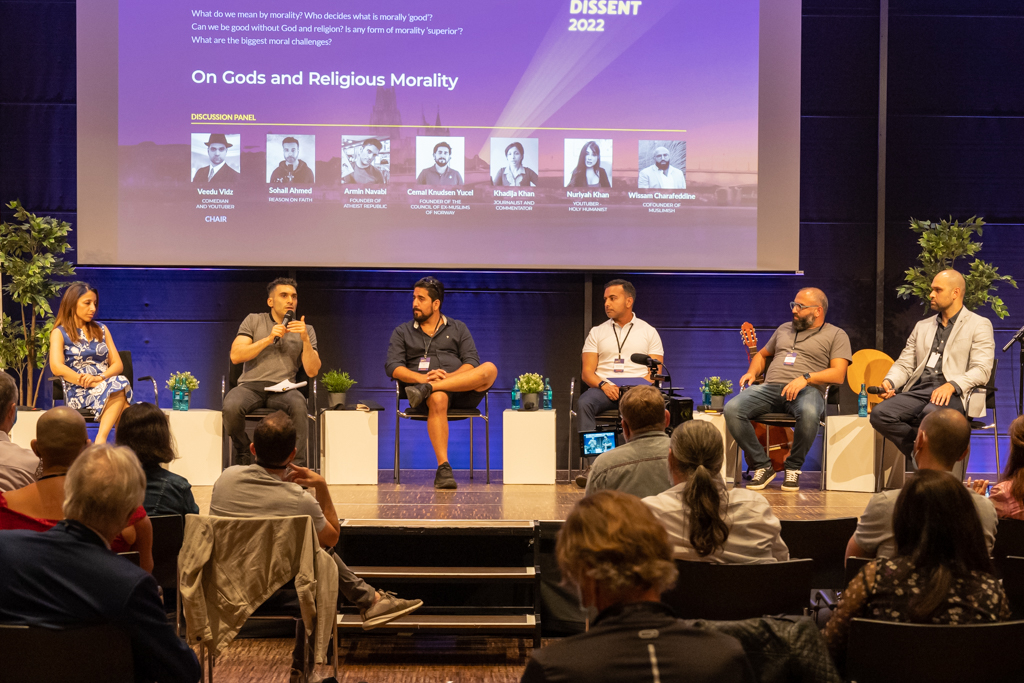 What do we mean by morality? Who decides what is morally 'good'?
Can we be good without God and religion? Is any form of morality 'superior'?
What are the biggest moral challenges?
DISSENT
2022
On Gods and Religious Morality
DISCUSSION PANEL
Veedu Vidz
COMEDIAN
AND YOUTUBER
CHAIR
Sohail Ahmed
REASON ON FAITH
Armin Navabi
FOUNDER OF
ATHEIST REPUBLIC
Cemal Knudsen Yucel
FOUNDER OF THE
COUNCIL OF EX-MUSLIMS
OF NORWAY
Khadija Khan
JOURNALIST AND
COMMENTATOR
Nuriyah Khan
YOUTUBER -
HOLY HUMANIST
Wissam Charafeddine
COFOUNDER OF
MUSLIMISH